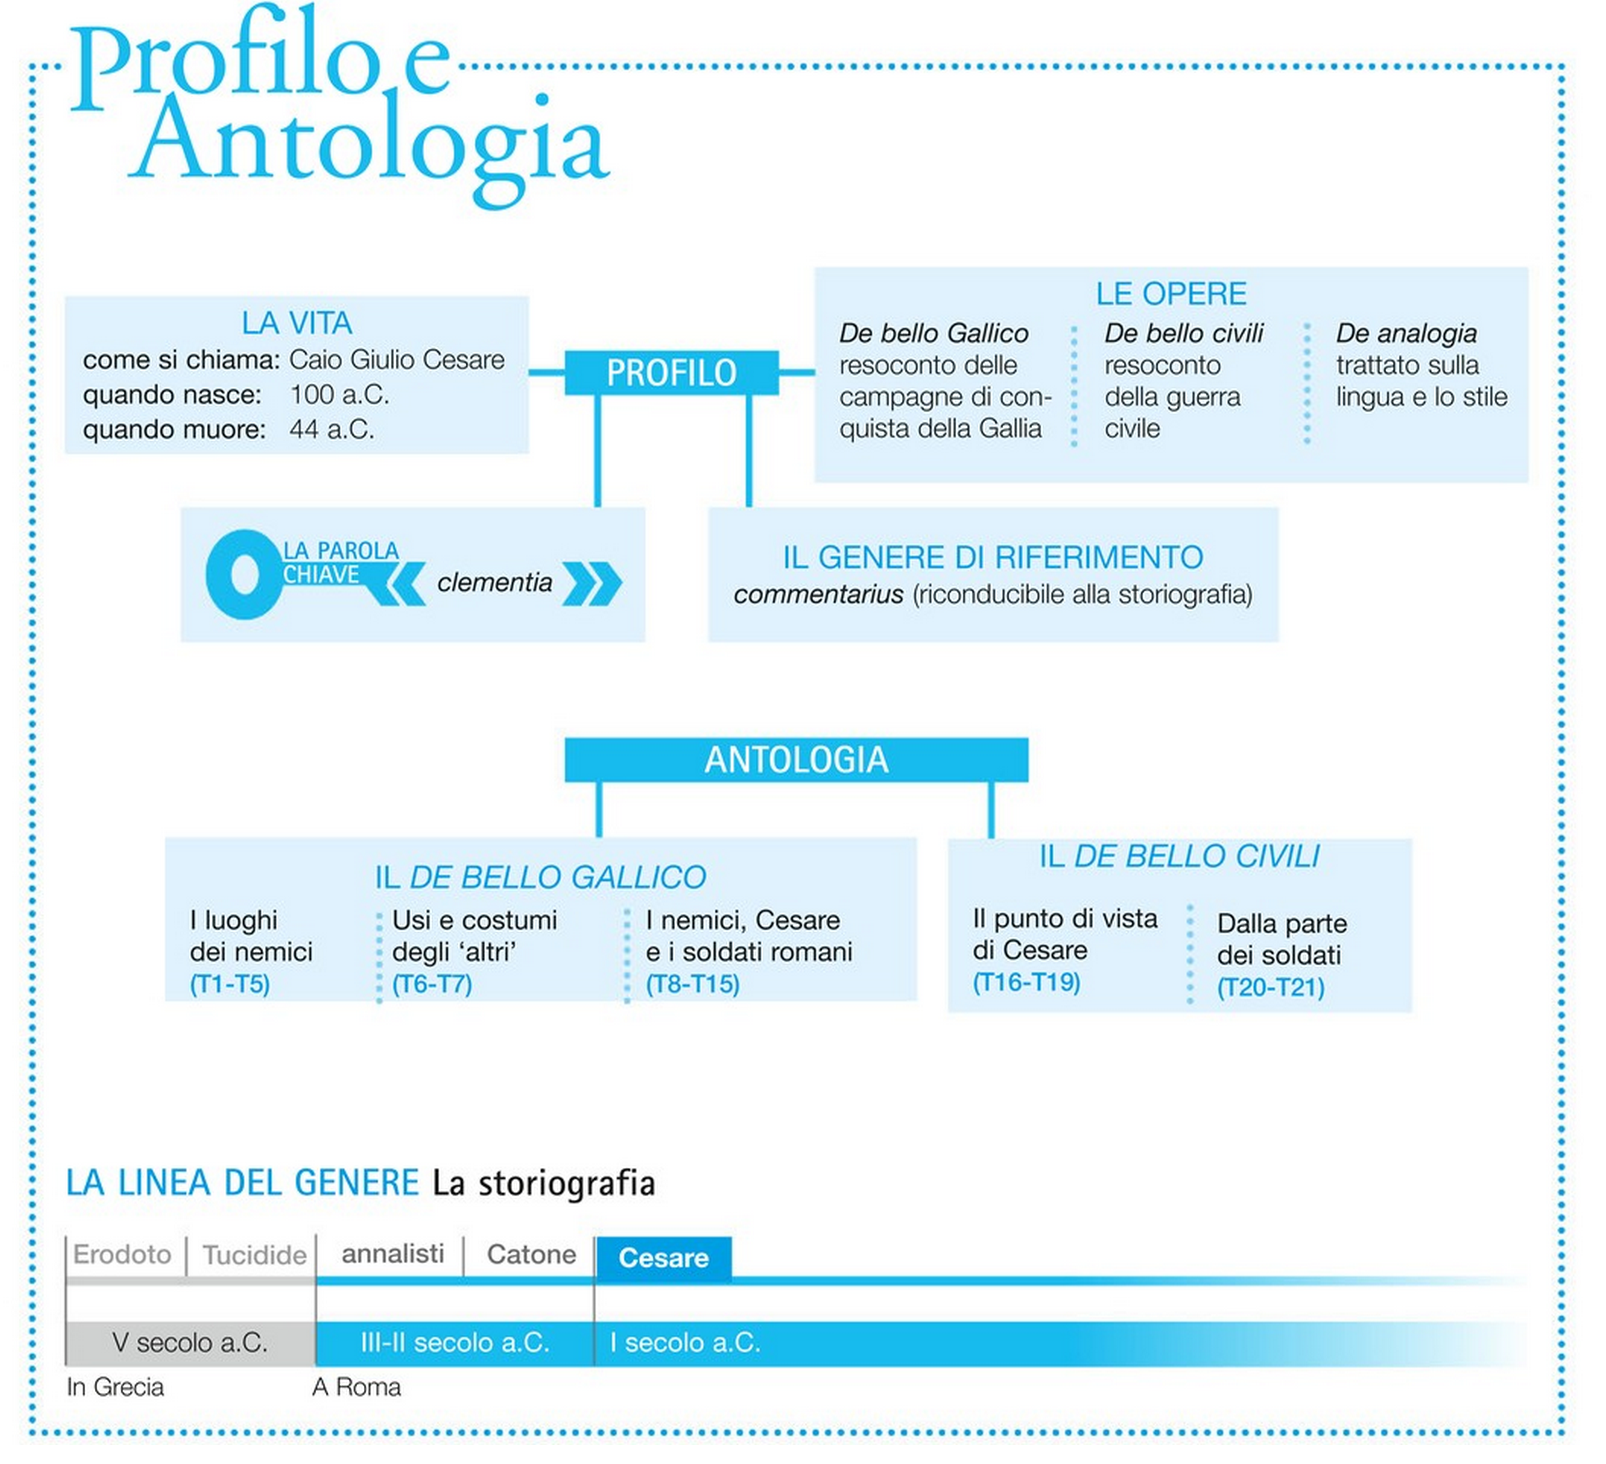 Profilo e
Antologia
LA VITA
come si chiama: Caio Giulio Cesare
quando nasce: 100 a.C.
quando muore: 44 a.C.
PROFILO
LE OPERE
De bello Gallico
resoconto delle
campagne di con-
quista della Gallia
De bello civili
resoconto
della guerra
civile
De analogia
trattato sulla
lingua e lo stile
LA PAROLA
CHIAVE
clementia
IL GENERE DI RIFERIMENTO
commentarius (riconducibile alla storiografia)
ANTOLOGIA
IL DE BELLO GALLICO
I luoghi
dei nemici
(T1-T5)
Usi e costumi
degli ‘altri’
(T6-T7)
I nemici, Cesare
e i soldati romani
(T8-T15)
IL DE BELLO CIVILI
Il punto di vista
di Cesare
(T16-T19)
Dalla parte
dei soldati
(T20-T21)
LA LINEA DEL GENERE La storiografia
Erodoto Tucidide annalisti Catone Cesare
V secolo a.C. III-II secolo a.C. I secolo a.C.
In Grecia A Roma